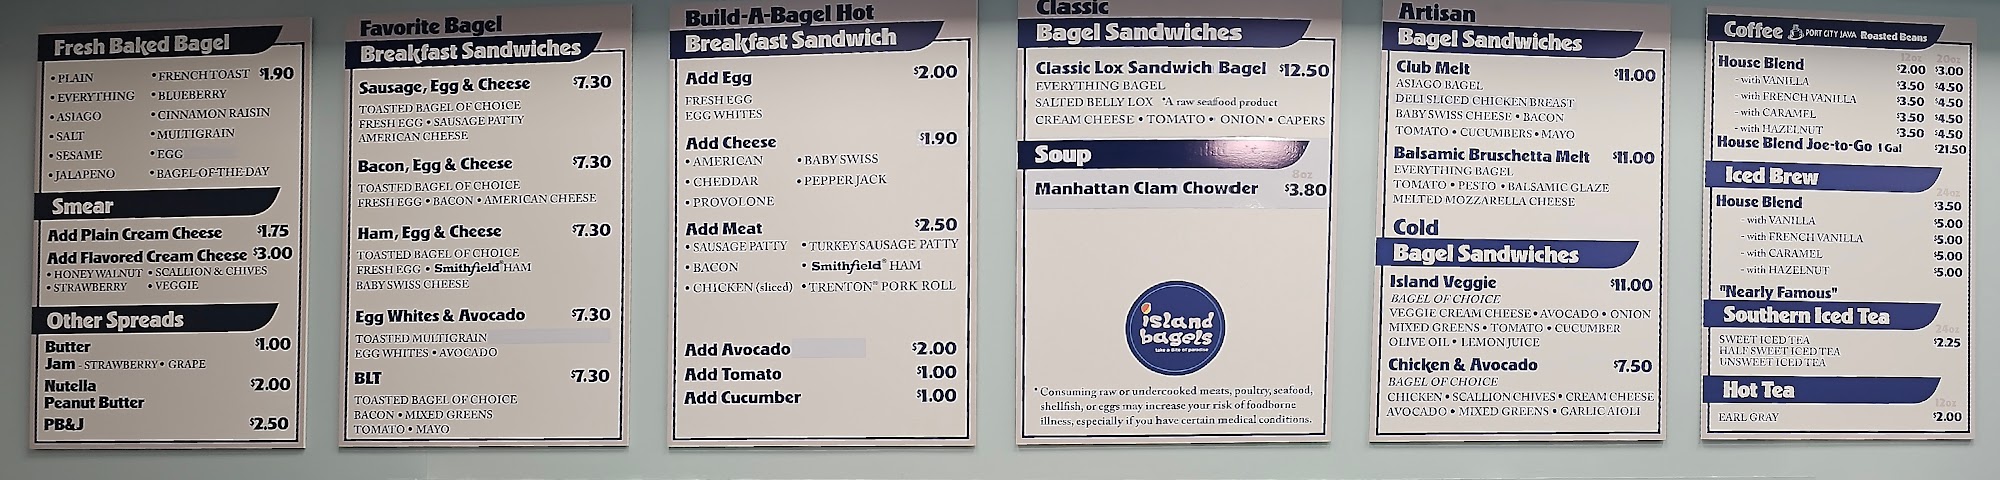 Fresh Baked Bagel
• PLAIN • FRENCH TOAST $1.90
• EVERYTHING • BLUEBERRY
• ASIAGO • CINNAMON RAISIN
• SALT • MULTIGRAIN
• SESAME • EGG
• JALAPENO • BAGEL-OF-THE-DAY
Smear
Add Plain Cream Cheese $1.75
Add Flavored Cream Cheese $3.00
• HONEY WALNUT • SCALLION & CHIVES
• STRAWBERRY • VEGGIE
Other Spreads
Butter $1.00
Jam - STRAWBERRY • GRAPE
Nutella $2.00
Peanut Butter
PB&J $2.50
Favorite Bagel
Breakfast Sandwiches
Sausage, Egg & Cheese $7.30
TOASTED BAGEL OF CHOICE
FRESH EGG • SAUSAGE PATTY
AMERICAN CHEESE
Bacon, Egg & Cheese $7.30
TOASTED BAGEL OF CHOICE
FRESH EGG • BACON • AMERICAN CHEESE
Ham, Egg & Cheese $7.30
TOASTED BAGEL OF CHOICE
FRESH EGG • Smithfield® HAM
BABY SWISS CHEESE
Egg Whites & Avocado $7.30
TOASTED MULTIGRAIN
EGG WHITES • AVOCADO
BLT $7.30
TOASTED BAGEL OF CHOICE
BACON • MIXED GREENS
TOMATO • MAYO
Build-A-Bagel Hot
Breakfast Sandwich
Add Egg $2.00
FRESH EGG
EGG WHITES
Add Cheese $1.90
• AMERICAN • BABY SWISS
• CHEDDAR • PEPPER JACK
• PROVOLONE
Add Meat $2.50
• SAUSAGE PATTY • TURKEY SAUSAGE PATTY
• BACON • Smithfield® HAM
• CHICKEN (sliced) • TRENTON® PORK ROLL
Add Avocado $2.00
Add Tomato $1.00
Add Cucumber $1.00
Classic
Bagel Sandwiches
Classic Lox Sandwich Bagel $12.50
EVERYTHING BAGEL
SALTED BELLY LOX *A raw seafood product
CREAM CHEESE • TOMATO • ONION • CAPERS
Soup
8oz
Manhattan Clam Chowder $3.80
island
bagels
take a bite of paradise
* Consuming raw or undercooked meats, poultry, seafood,
shellfish, or eggs may increase your risk of foodborne
illness, especially if you have certain medical conditions.
Artisan
Bagel Sandwiches
Club Melt $11.00
ASIAGO BAGEL
DELI SLICED CHICKEN BREAST
BABY SWISS CHEESE • BACON
TOMATO • CUCUMBERS • MAYO
Balsamic Bruschetta Melt $11.00
EVERYTHING BAGEL
TOMATO • PESTO • BALSAMIC GLAZE
MELTED MOZZARELLA CHEESE
Cold
Bagel Sandwiches
Island Veggie $11.00
BAGEL OF CHOICE
VEGGIE CREAM CHEESE • AVOCADO • ONION
MIXED GREENS • TOMATO • CUCUMBER
OLIVE OIL • LEMON JUICE
Chicken & Avocado $7.50
BAGEL OF CHOICE
CHICKEN • SCALLION CHIVES • CREAM CHEESE
AVOCADO • MIXED GREENS • GARLIC AIOLI
Coffee PORT CITY JAVA Roasted Beans
12oz 20oz
House Blend $2.00 $3.00
- with VANILLA $3.50 $4.50
- with FRENCH VANILLA $3.50 $4.50
- with CARAMEL $3.50 $4.50
- with HAZELNUT $3.50 $4.50
House Blend Joe-to-Go 1 Gal $21.50
Iced Brew
24oz
House Blend $3.50
- with VANILLA $5.00
- with FRENCH VANILLA $5.00
- with CARAMEL $5.00
- with HAZELNUT $5.00
"Nearly Famous"
Southern Iced Tea
24oz
SWEET ICED TEA $2.25
HALF SWEET ICED TEA
UNSWEET ICED TEA
Hot Tea
12oz
EARL GRAY $2.00